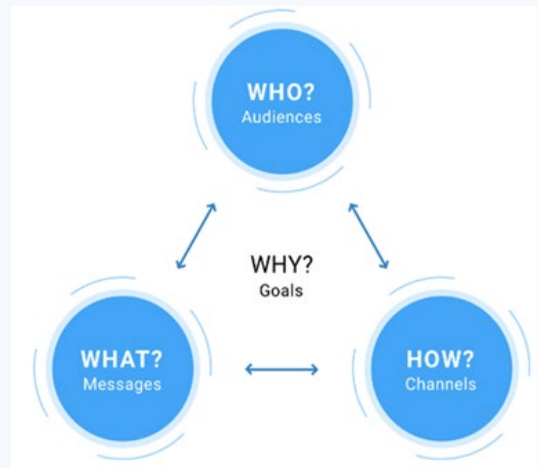 WHO?
Audiences
WHY?
Goals
WHAT?
Messages
HOW?
Channels